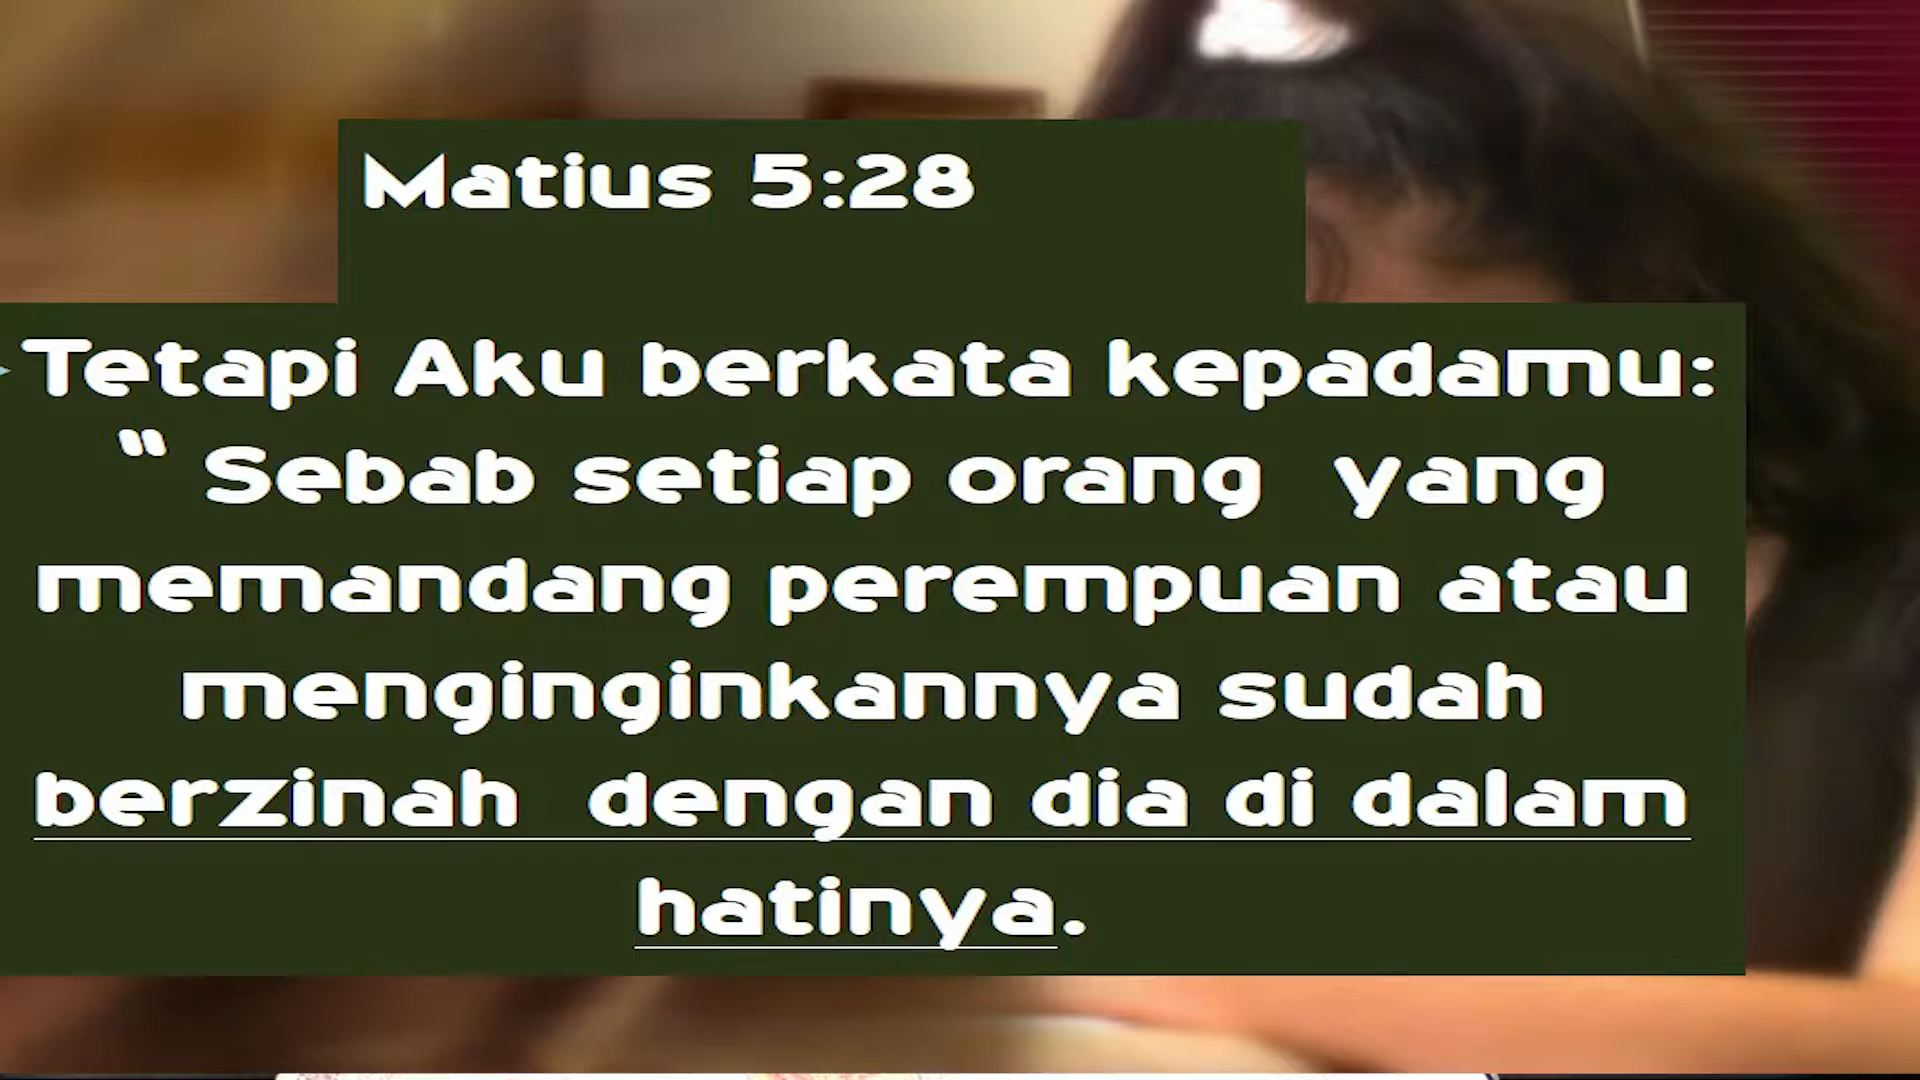 Matius 5:28
Tetapi Aku berkata kepadamu:
“ Sebab setiap orang yang
memandang perempuan atau
menginginkannya sudah
berzinah dengan dia di dalam
hatinya.